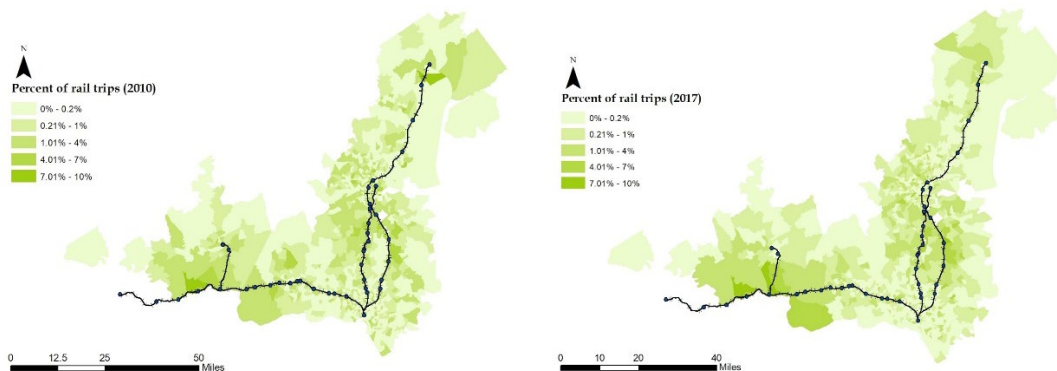 N
Percent of rail trips (2010)
0% - 0.2%
0.21% - 1%
1.01% - 4%
4.01% - 7%
7.01% - 10%
0 12.5 25 50
Miles
N
Percent of rail trips (2017)
0% - 0.2%
0.21% - 1%
1.01% - 4%
4.01% - 7%
7.01% - 10%
0 10 20 40
Miles